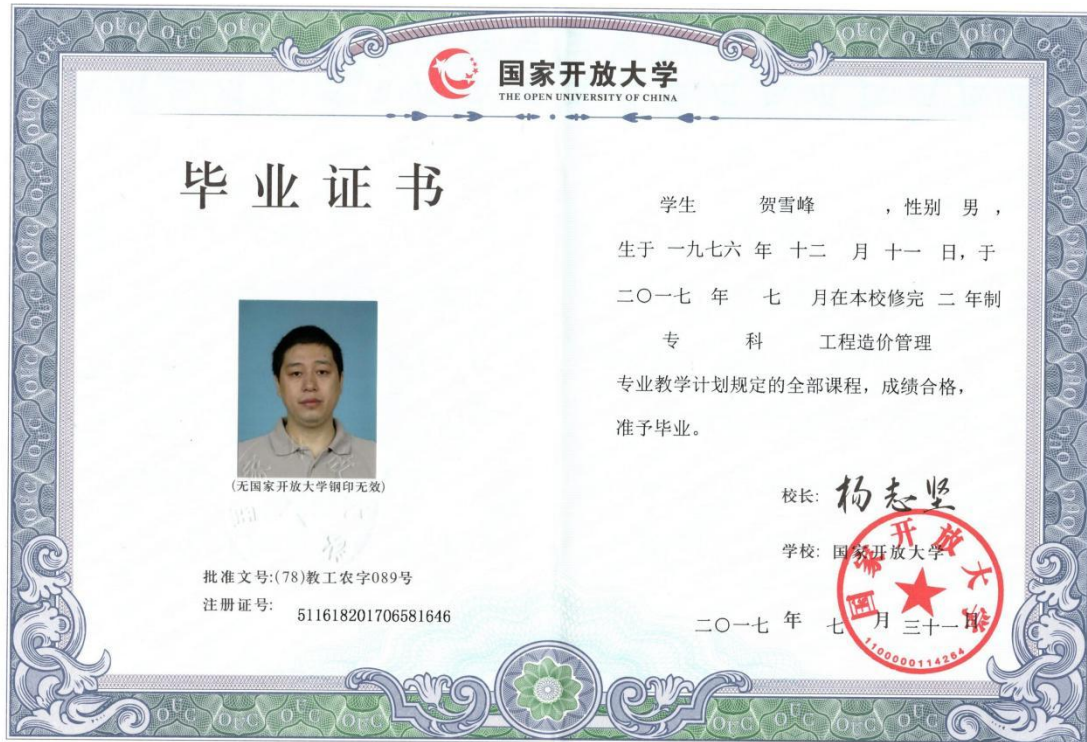 国家开放大学
THE OPEN UNIVERSITY OF CHINA
毕业证书
(无国家开放大学钢印无效)
批准文号:(78)教工农字089号
注册证号: 511618201706581646
学生 贺雪峰 ，性别 男 ，
生于 一九七六 年 十二 月 十一 日，于
二〇一七 年 七 月在本校修完 二 年制
专 科 工程造价管理
专业教学计划规定的全部课程，成绩合格，
准予毕业。
校长: 杨志坚
学校: 国家开放大学
二〇一七 年 七 月 三十一 日
国家开放大学
1100000114264
OUC